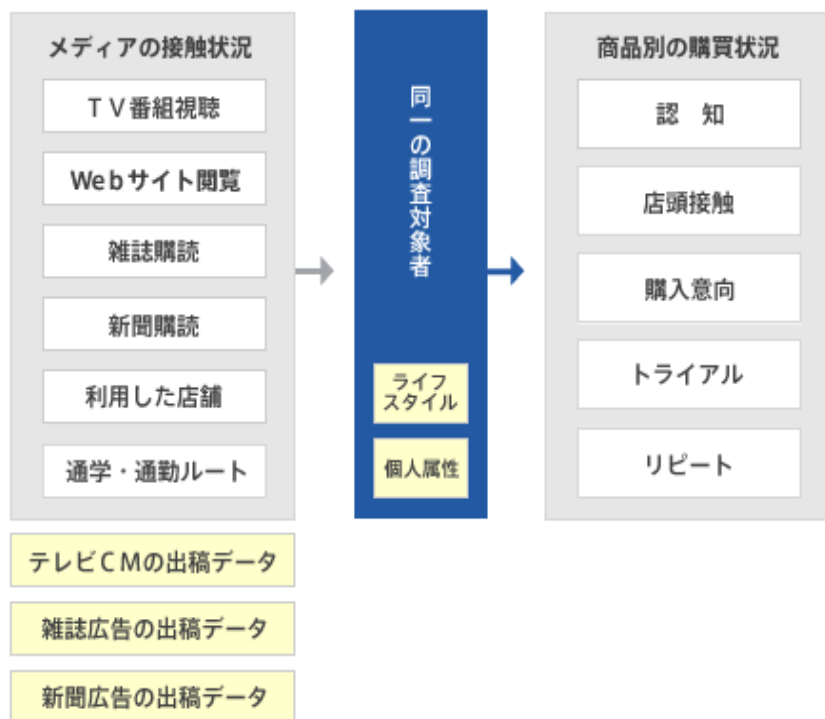 メディアの接触状況
ＴＶ番組視聴
Webサイト閲覧
雑誌購読
新聞購読
利用した店舗
通学・通勤ルート
テレビＣＭの出稿データ
雑誌広告の出稿データ
新聞広告の出稿データ
同一の調査対象者
ライフ
スタイル
個人属性
商品別の購買状況
認　知
店頭接触
購入意向
トライアル
リピート